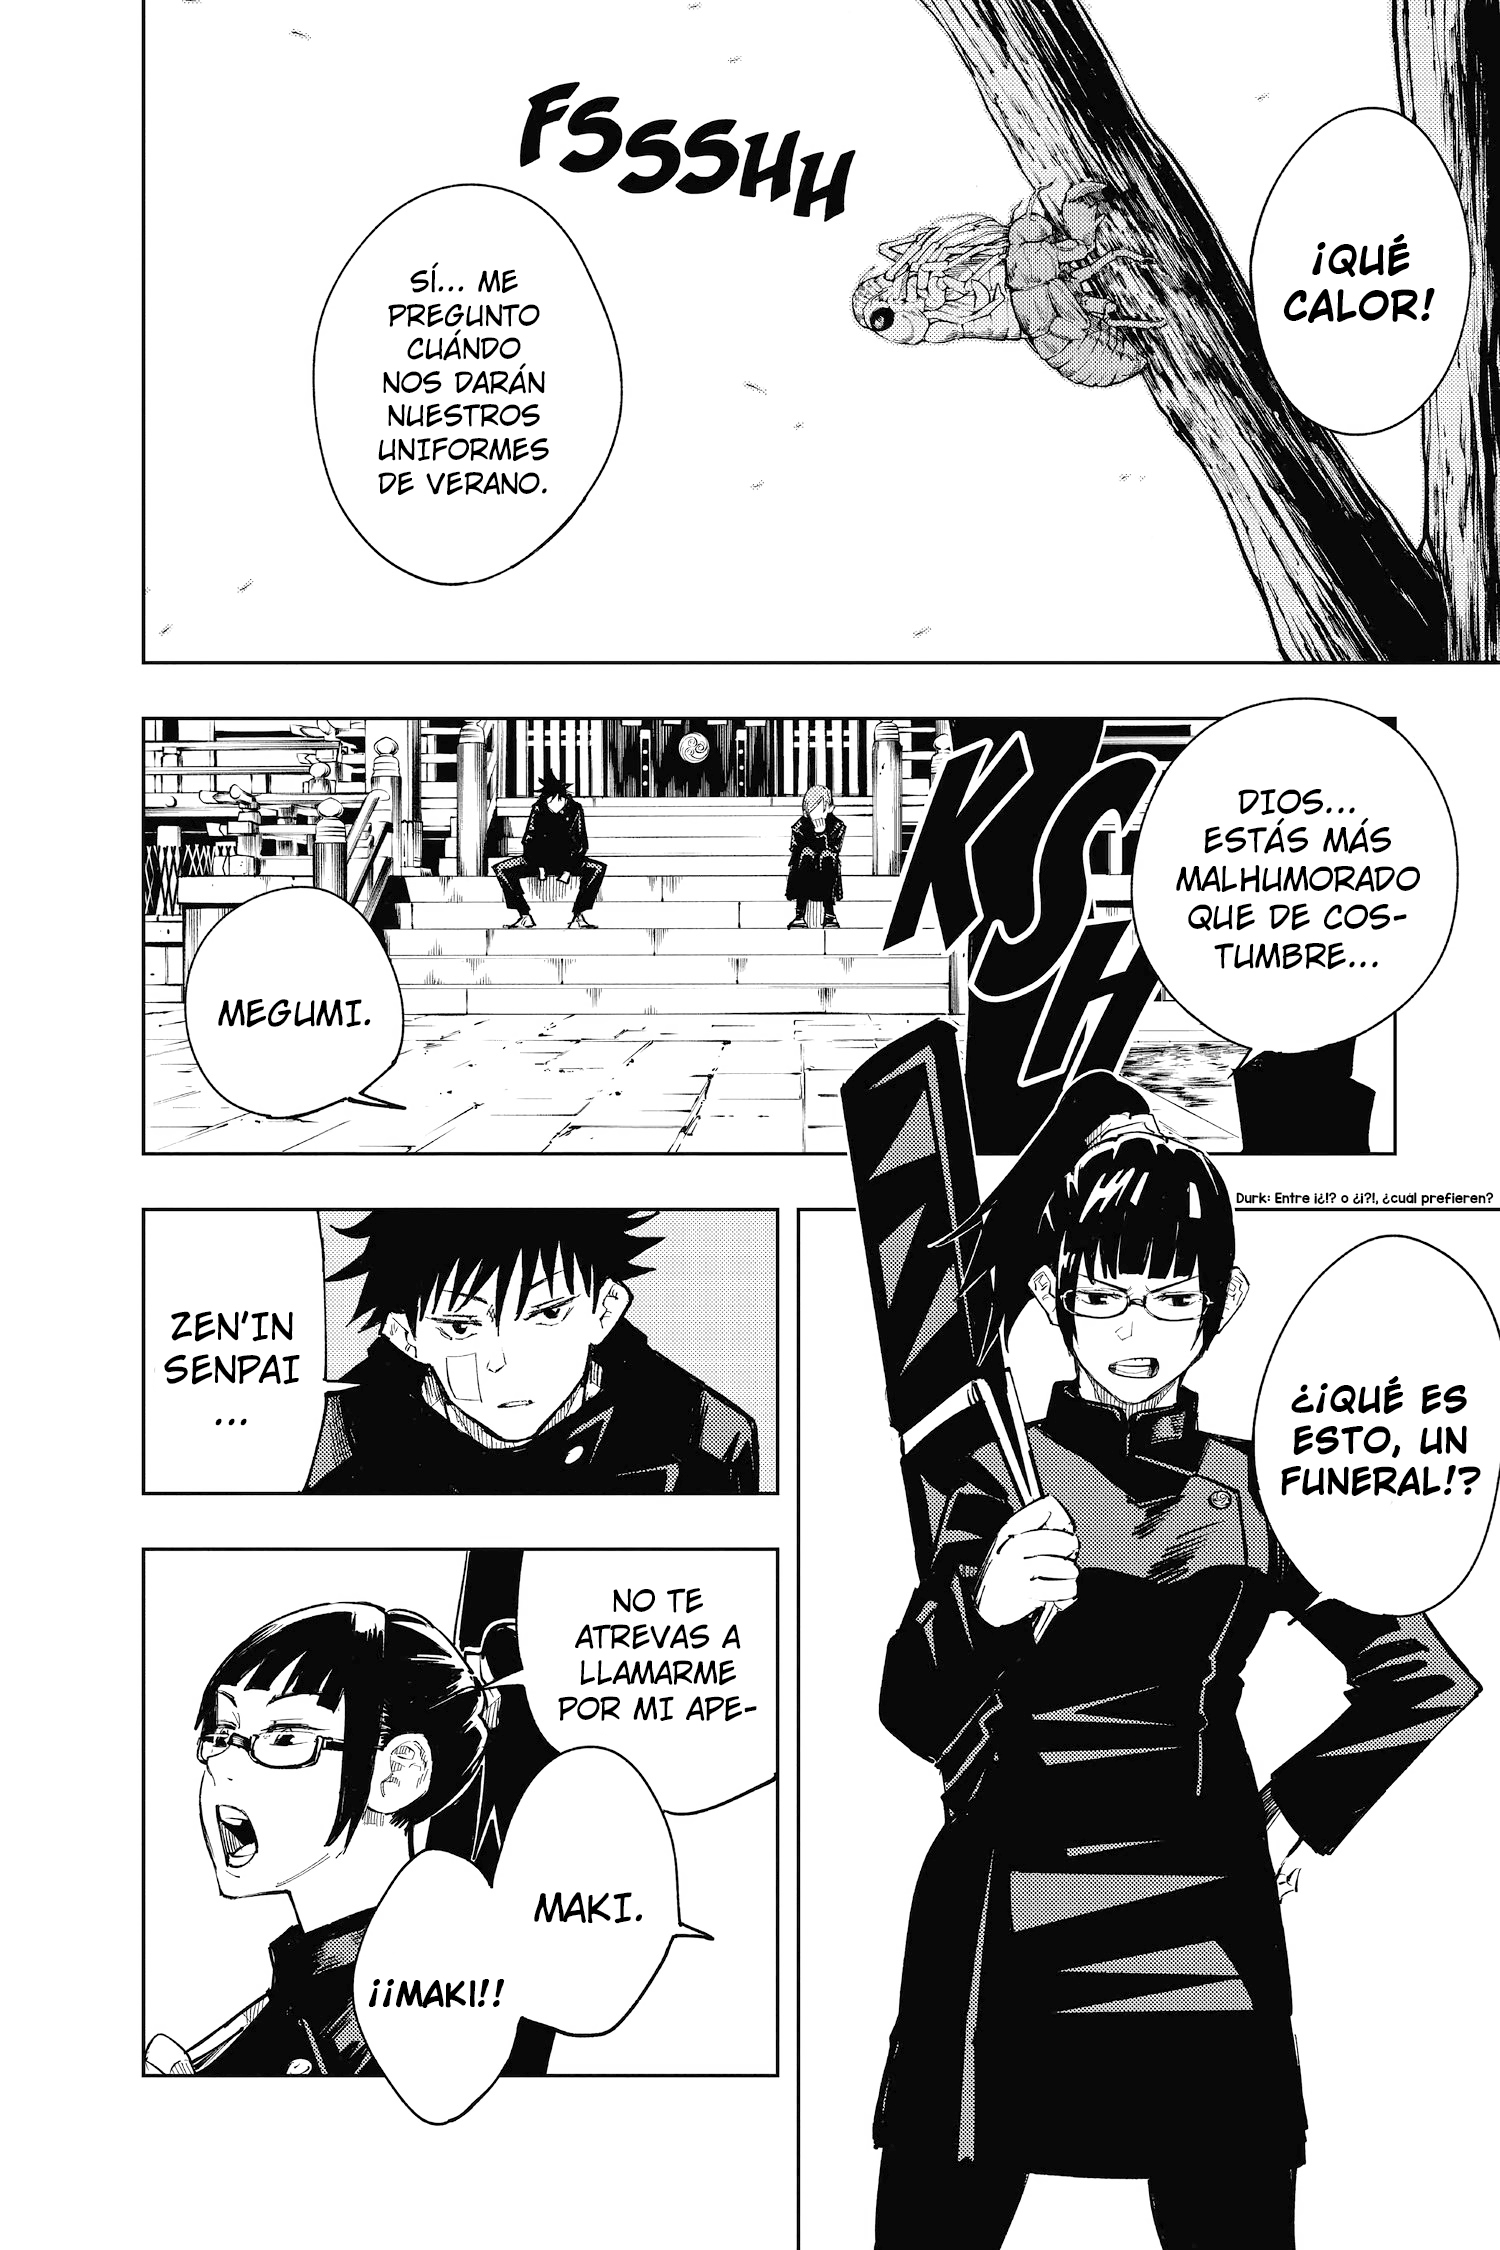 ¡QUÉ
CALOR!
FSSSHH
SÍ... ME
PREGUNTO
CUÁNDO
NOS DARÁN
NUESTROS
UNIFORMES
DE VERANO.
DIOS...
ESTÁS MÁS
MALHUMORADO
QUE DE COS-
TUMBRE...
KSH
H
MEGUMI.
Durk: Entre ¡¿!? o ¿¡?!, ¿cuál prefieren?
¿¡QUÉ ES
ESTO, UN
FUNERAL!?
ZEN'IN
SENPAI
...
NO TE
ATREVAS A
LLAMARME
POR MI APE-
MAKI.
¡¡MAKI!!